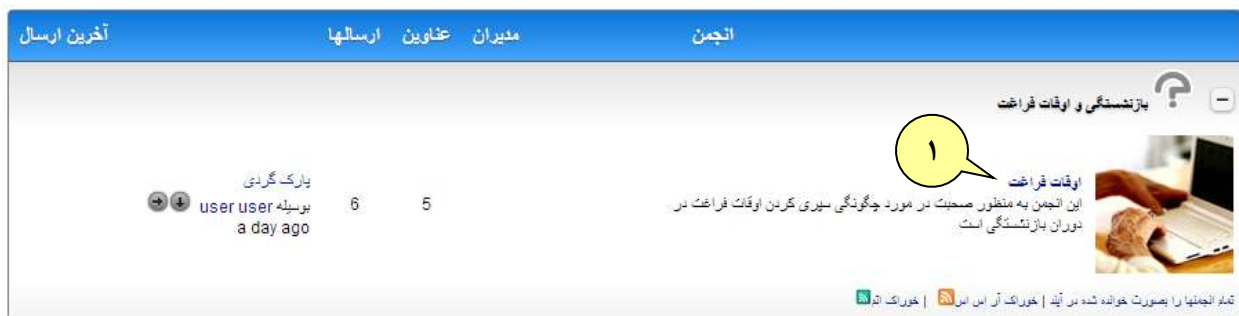 انجمن مدیران عناوین ارسالها آخرین ارسال
بازنشستگی و اوقات فراغت
۱
اوقات فراغت
این انجمن به منظور صحبت در مورد چگونگی سپری کردن اوقات فراغت در
دوران بازنشستگی است
5
6
پارک گردی
بوسیله user user
a day ago
تمام انجمنها را بصورت خوانده شده در آیند | خوراک آر اس اس | خوراک اتم